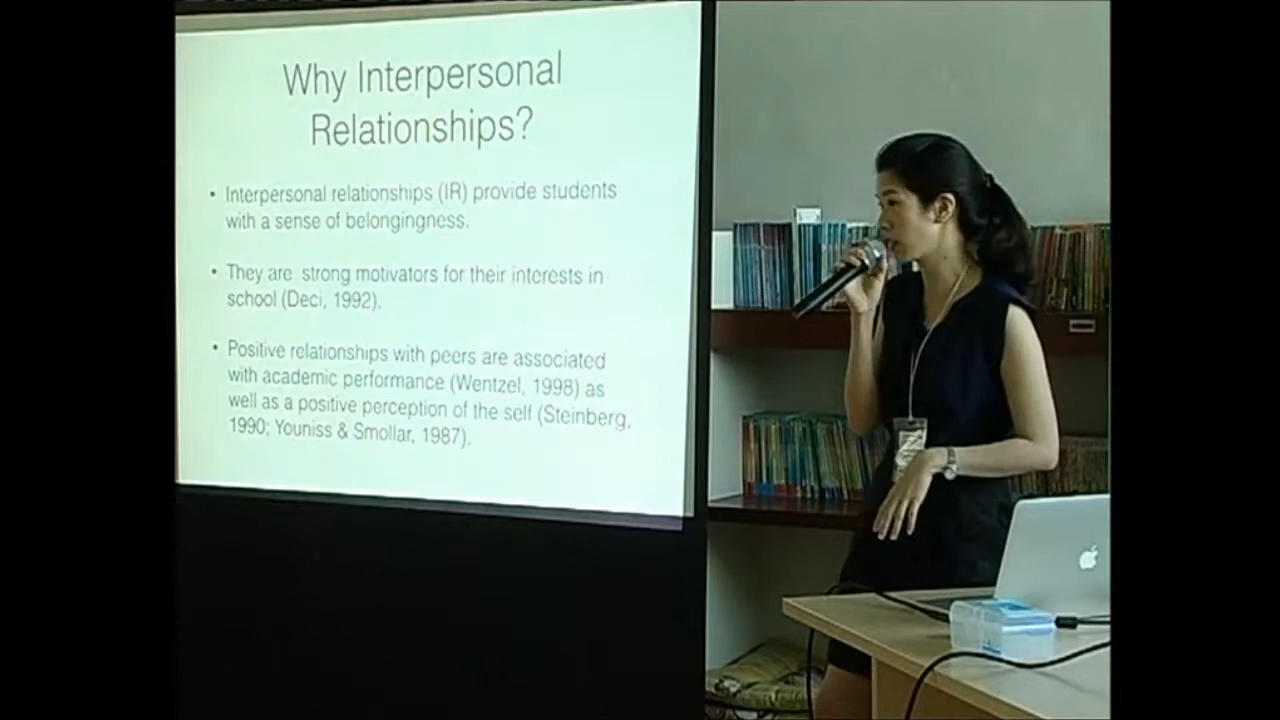 Why Interpersonal
Relationships?
• Interpersonal relationships (IR) provide students
with a sense of belongingness.
• They are strong motivators for their interests in
school (Deci, 1992).
• Positive relationships with peers are associated
with academic performance (Wentzel, 1998) as
well as a positive perception of the self (Steinberg,
1990; Youniss & Smollar, 1987).